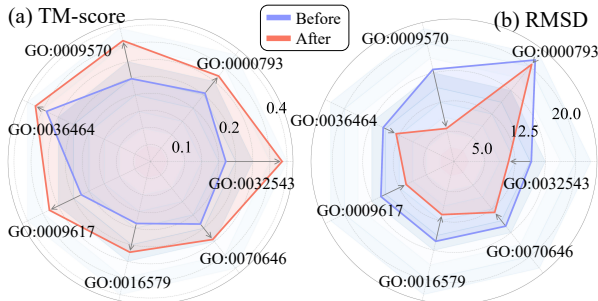 (a) TM-score
Before
After
(b) RMSD
GO:0009570
GO:0000793
GO:0036464
0.4
0.2
0.1
GO:0032543
GO:0009617
GO:0070646
GO:0016579
GO:0009570
GO:0000793
GO:0036464
20.0
12.5
5.0
GO:0032543
GO:0009617
GO:0070646
GO:0016579